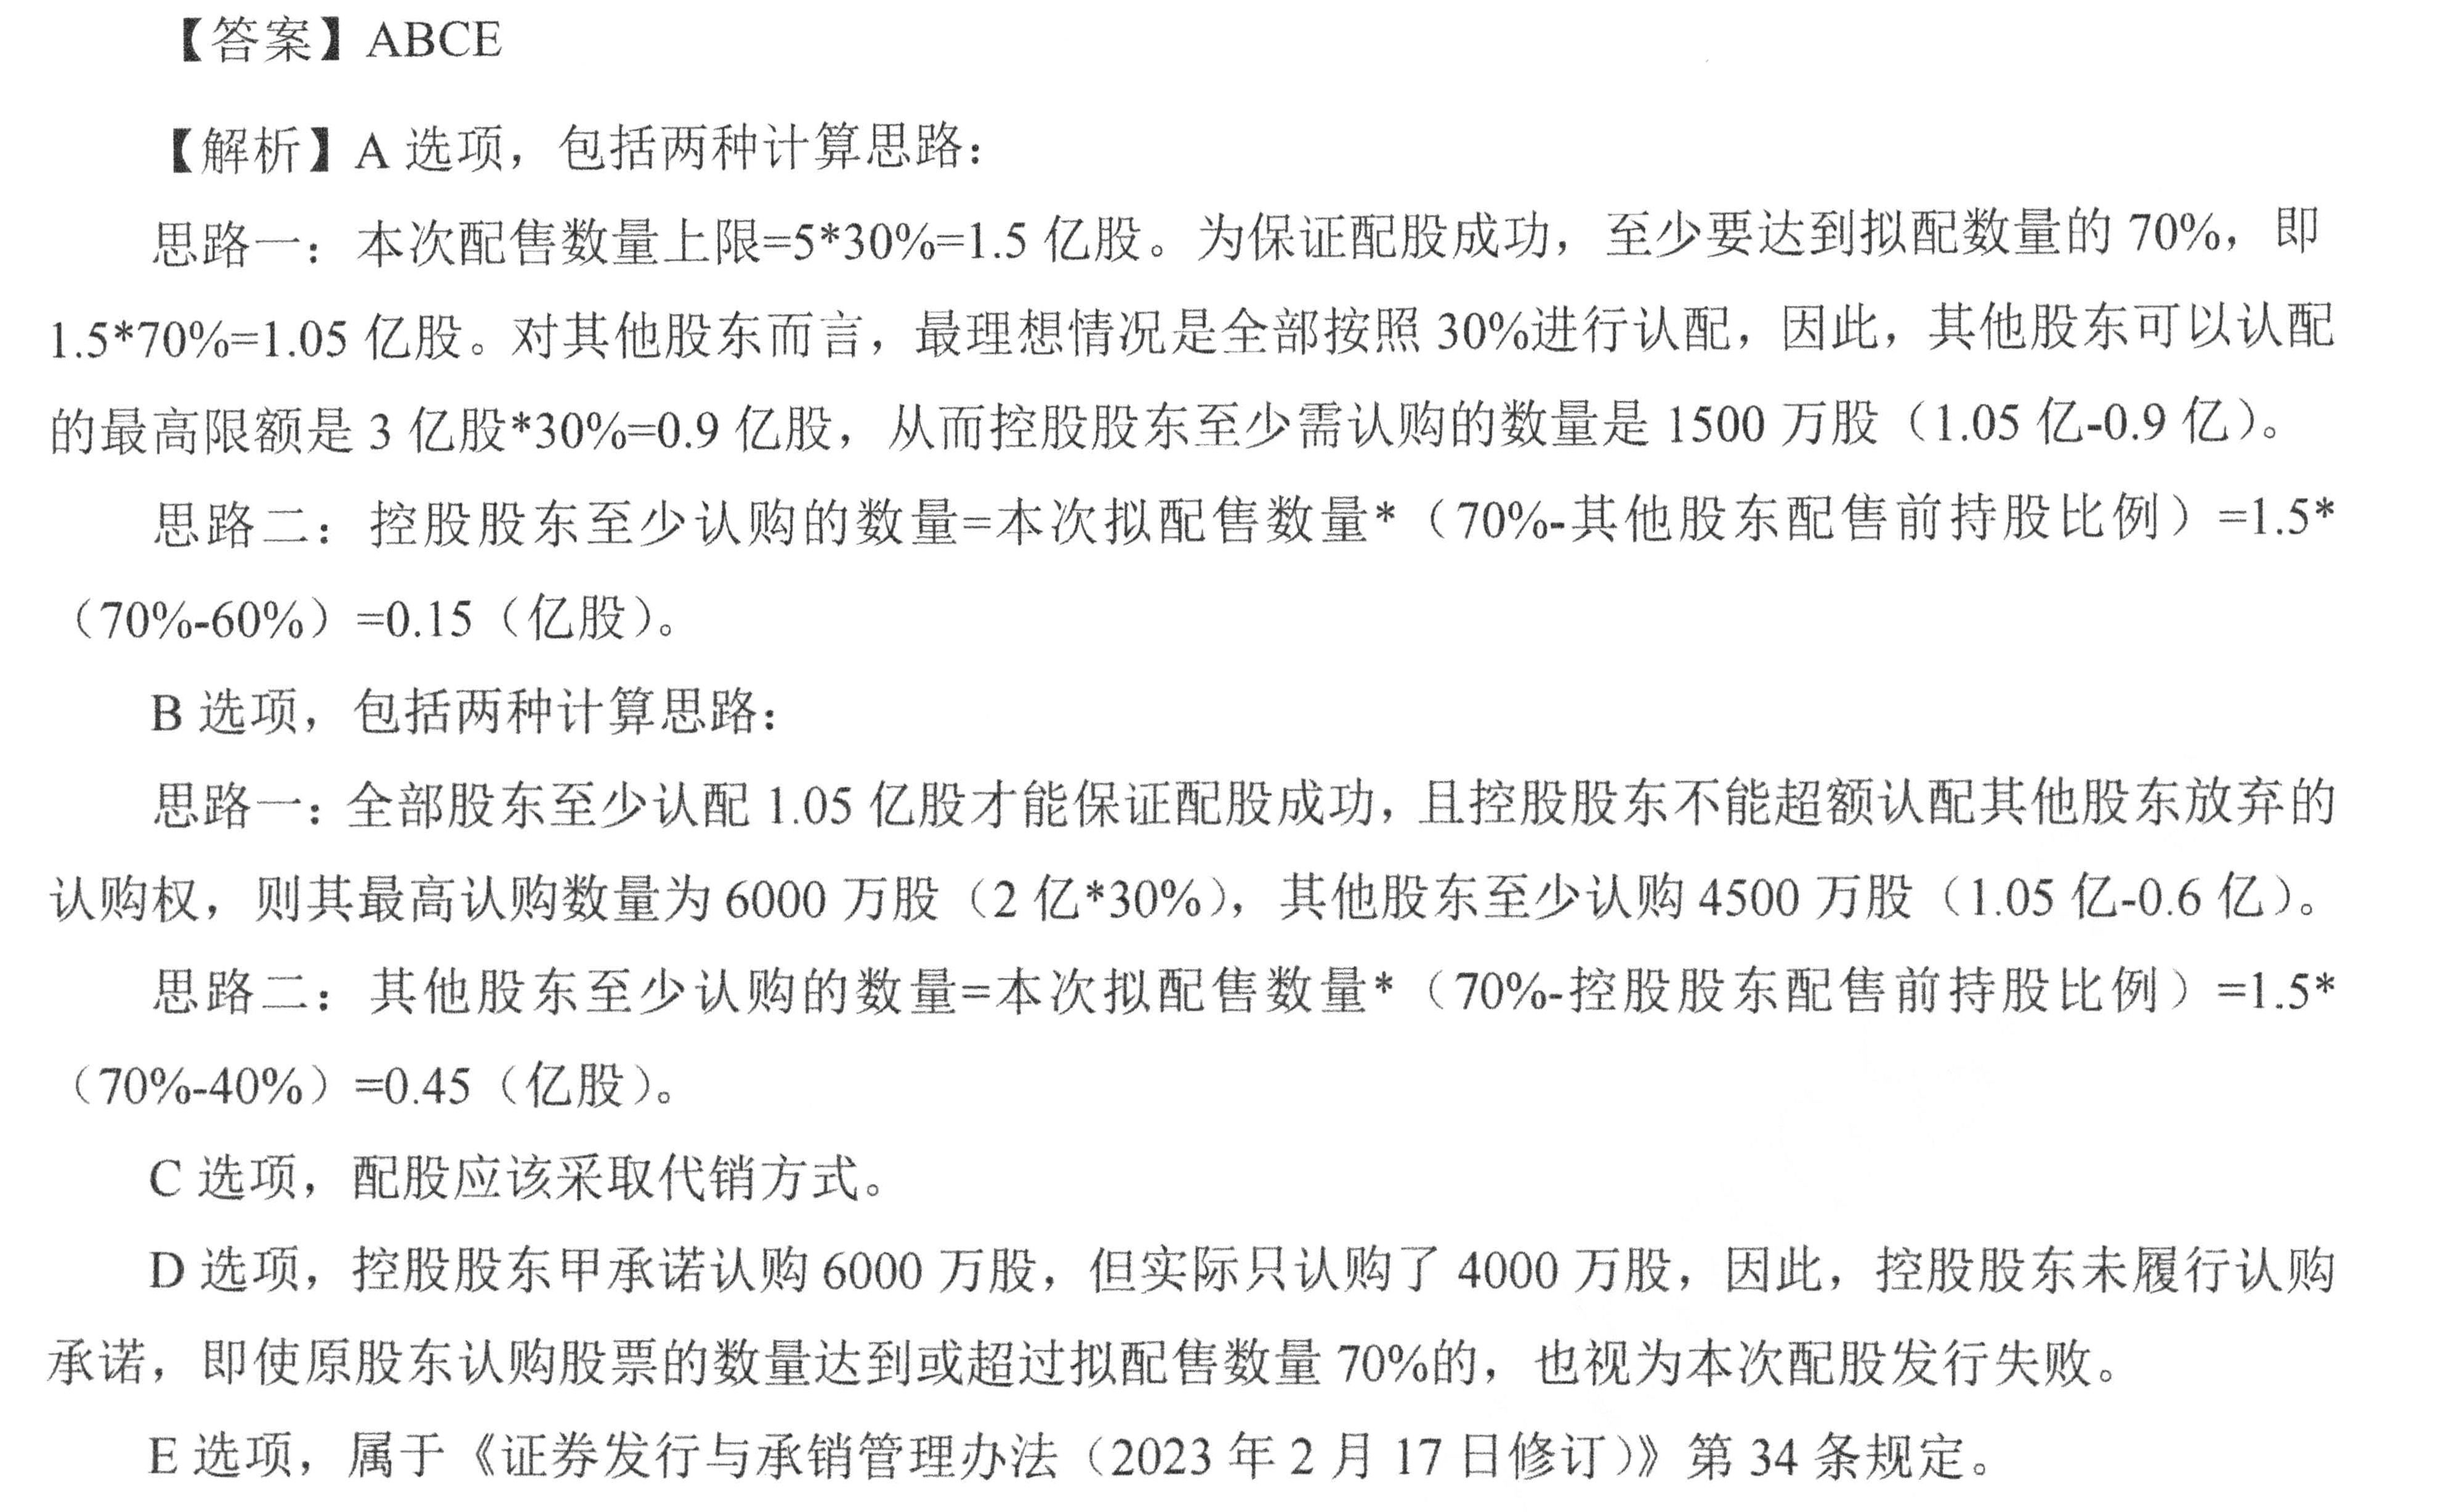 【答案】ABCE
【解析】A 选项，包括两种计算思路：
思路一：本次配售数量上限=5*30%=1.5 亿股。为保证配股成功，至少要达到拟配数量的 70%，即
1.5*70%=1.05 亿股。对其他股东而言，最理想情况是全部按照 30%进行认配，因此，其他股东可以认配
的最高限额是 3 亿股*30%=0.9 亿股，从而控股股东至少需认购的数量是 1500 万股（1.05 亿-0.9 亿）。
思路二：控股股东至少认购的数量=本次拟配售数量*（70%-其他股东配售前持股比例）=1.5*
（70%-60%）=0.15（亿股）。
B 选项，包括两种计算思路：
思路一：全部股东至少认配 1.05 亿股才能保证配股成功，且控股股东不能超额认配其他股东放弃的
认购权，则其最高认购数量为 6000 万股（2 亿*30%），其他股东至少认购 4500 万股（1.05 亿-0.6 亿）。
思路二：其他股东至少认购的数量=本次拟配售数量*（70%-控股股东配售前持股比例）=1.5*
（70%-40%）=0.45（亿股）。
C 选项，配股应该采取代销方式。
D 选项，控股股东甲承诺认购 6000 万股，但实际只认购了 4000 万股，因此，控股股东未履行认购
承诺，即使原股东认购股票的数量达到或超过拟配售数量 70%的，也视为本次配股发行失败。
E 选项，属于《证券发行与承销管理办法（2023 年 2 月 17 日修订）》第 34 条规定。